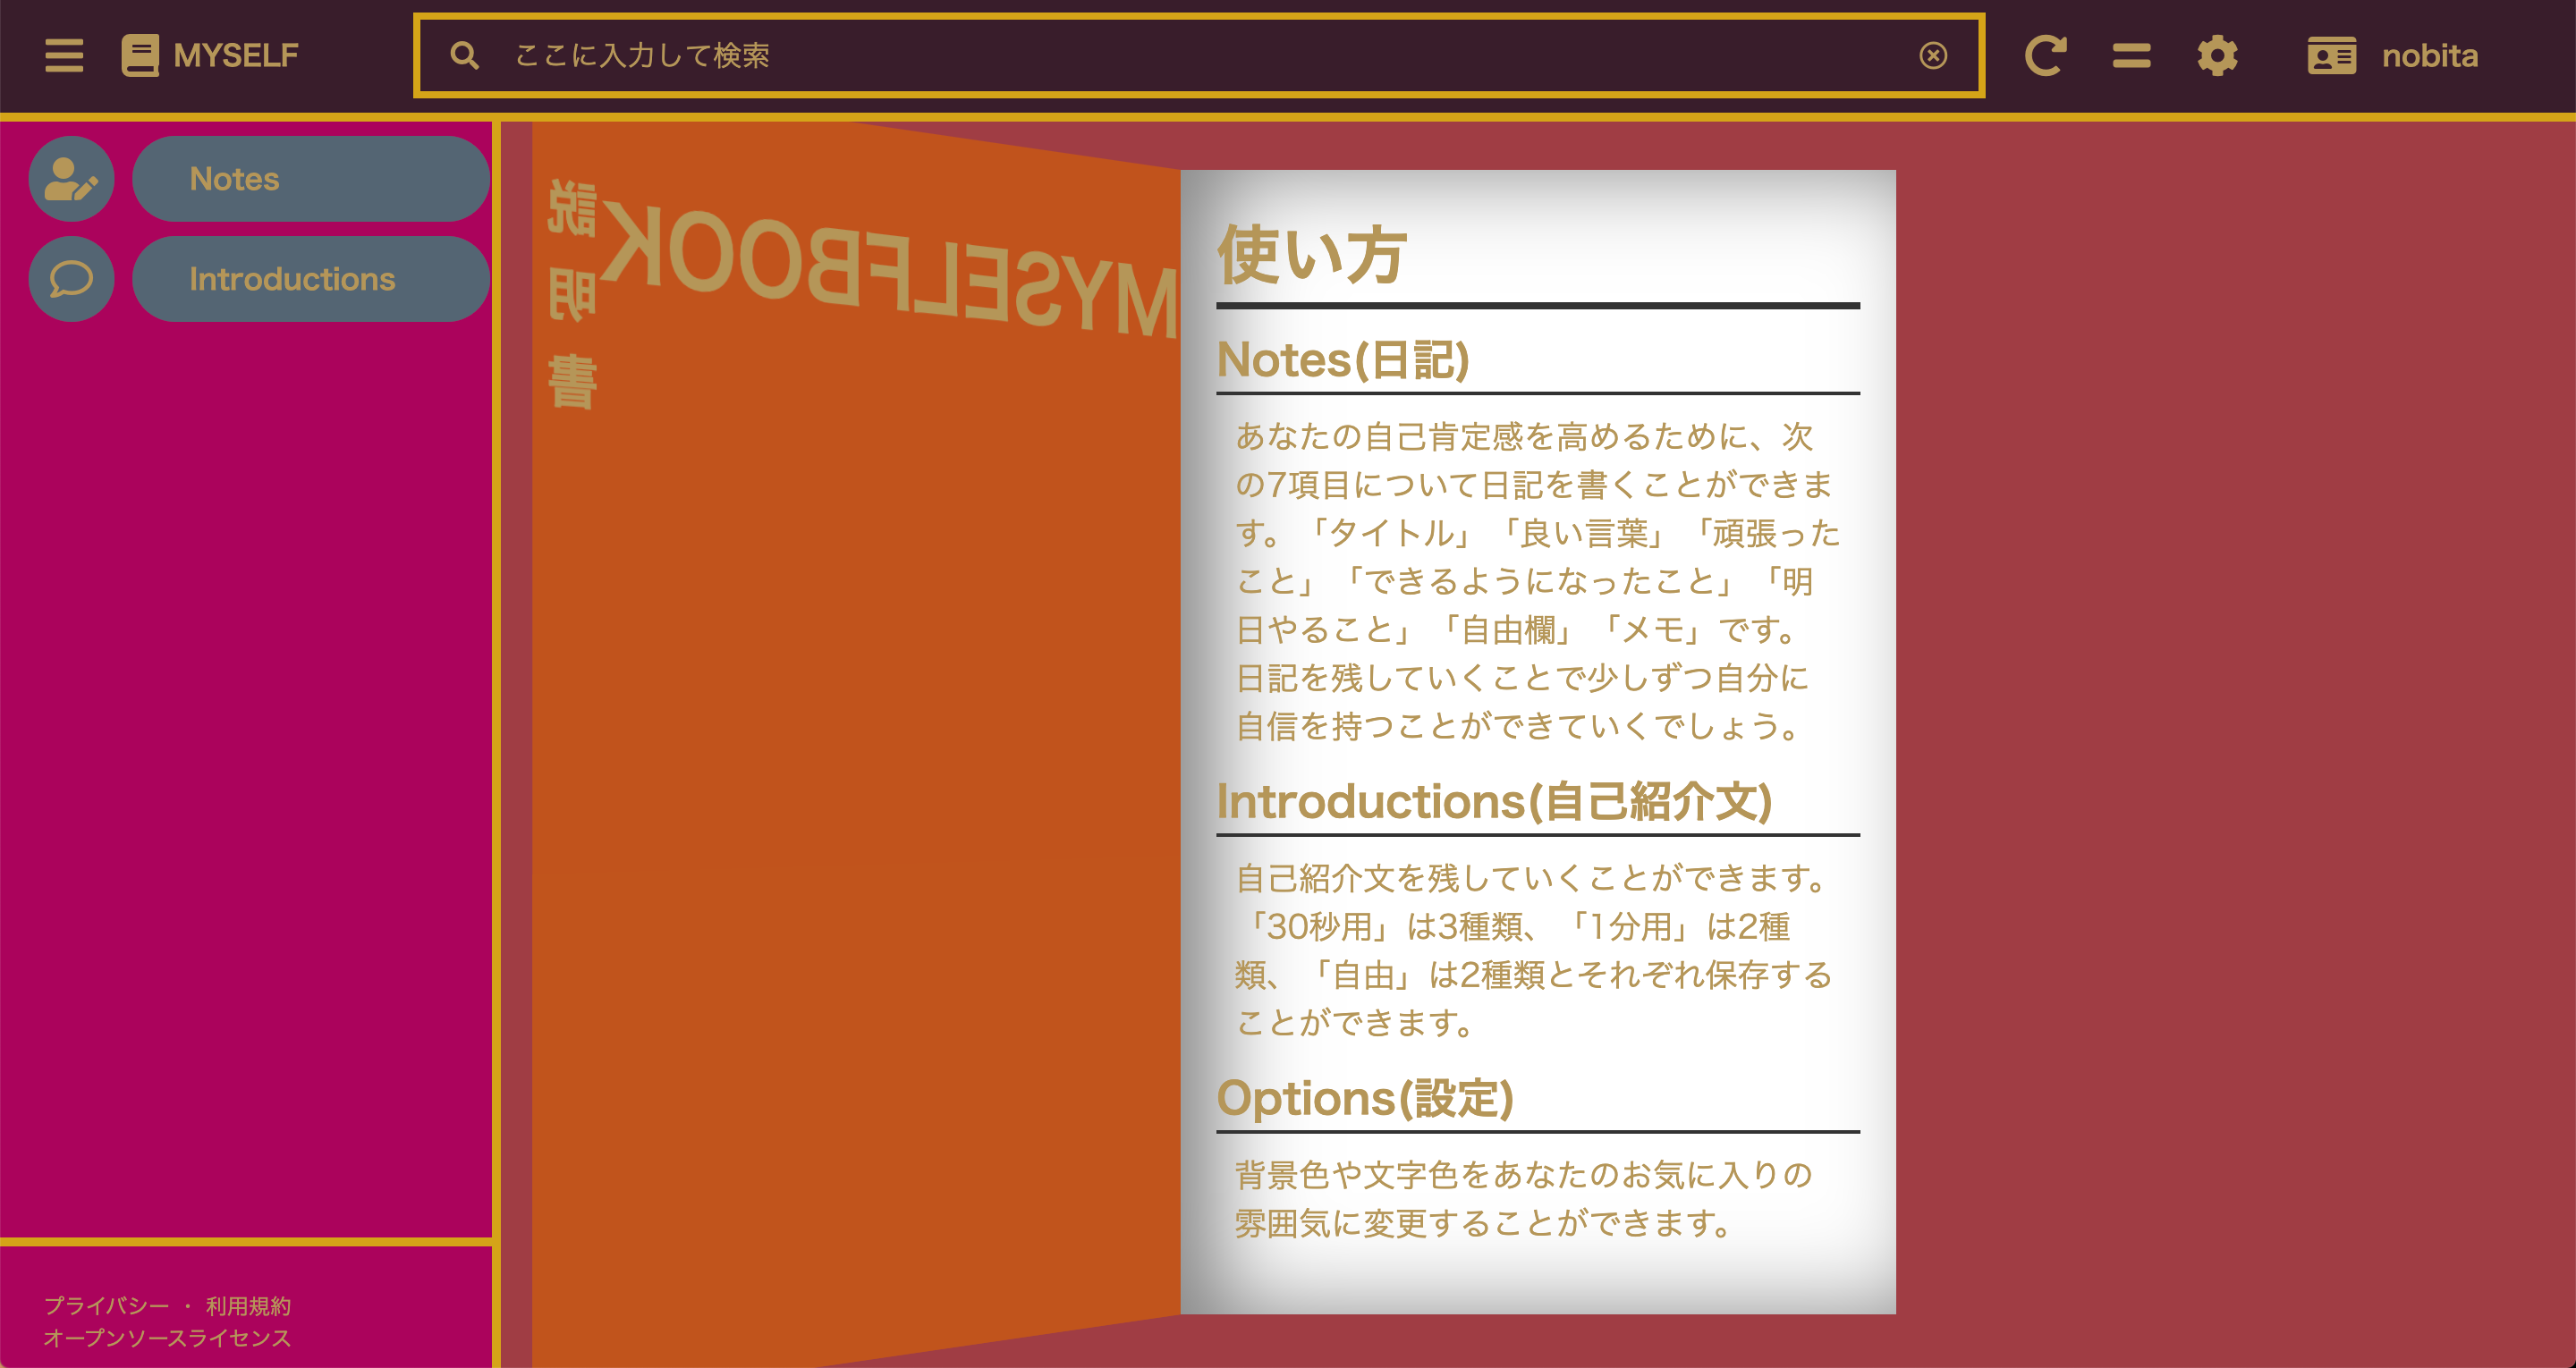 MYSELF
ここに入力して検索
nobita
Notes
Introductions
プライバシー ・ 利用規約
オープンソースライセンス
MYSELFBOOK
説明書
使い方
Notes(日記)
あなたの自己肯定感を高めるために、次
の7項目について日記を書くことができま
す。「タイトル」「良い言葉」「頑張った
こと」「できるようになったこと」「明
日やること」「自由欄」「メモ」です。
日記を残していくことで少しずつ自分に
自信を持つことができていくでしょう。
Introductions(自己紹介文)
自己紹介文を残していくことができます。
「30秒用」は3種類、「1分用」は2種
類、「自由」は2種類とそれぞれ保存する
ことができます。
Options(設定)
背景色や文字色をあなたのお気に入りの
雰囲気に変更することができます。